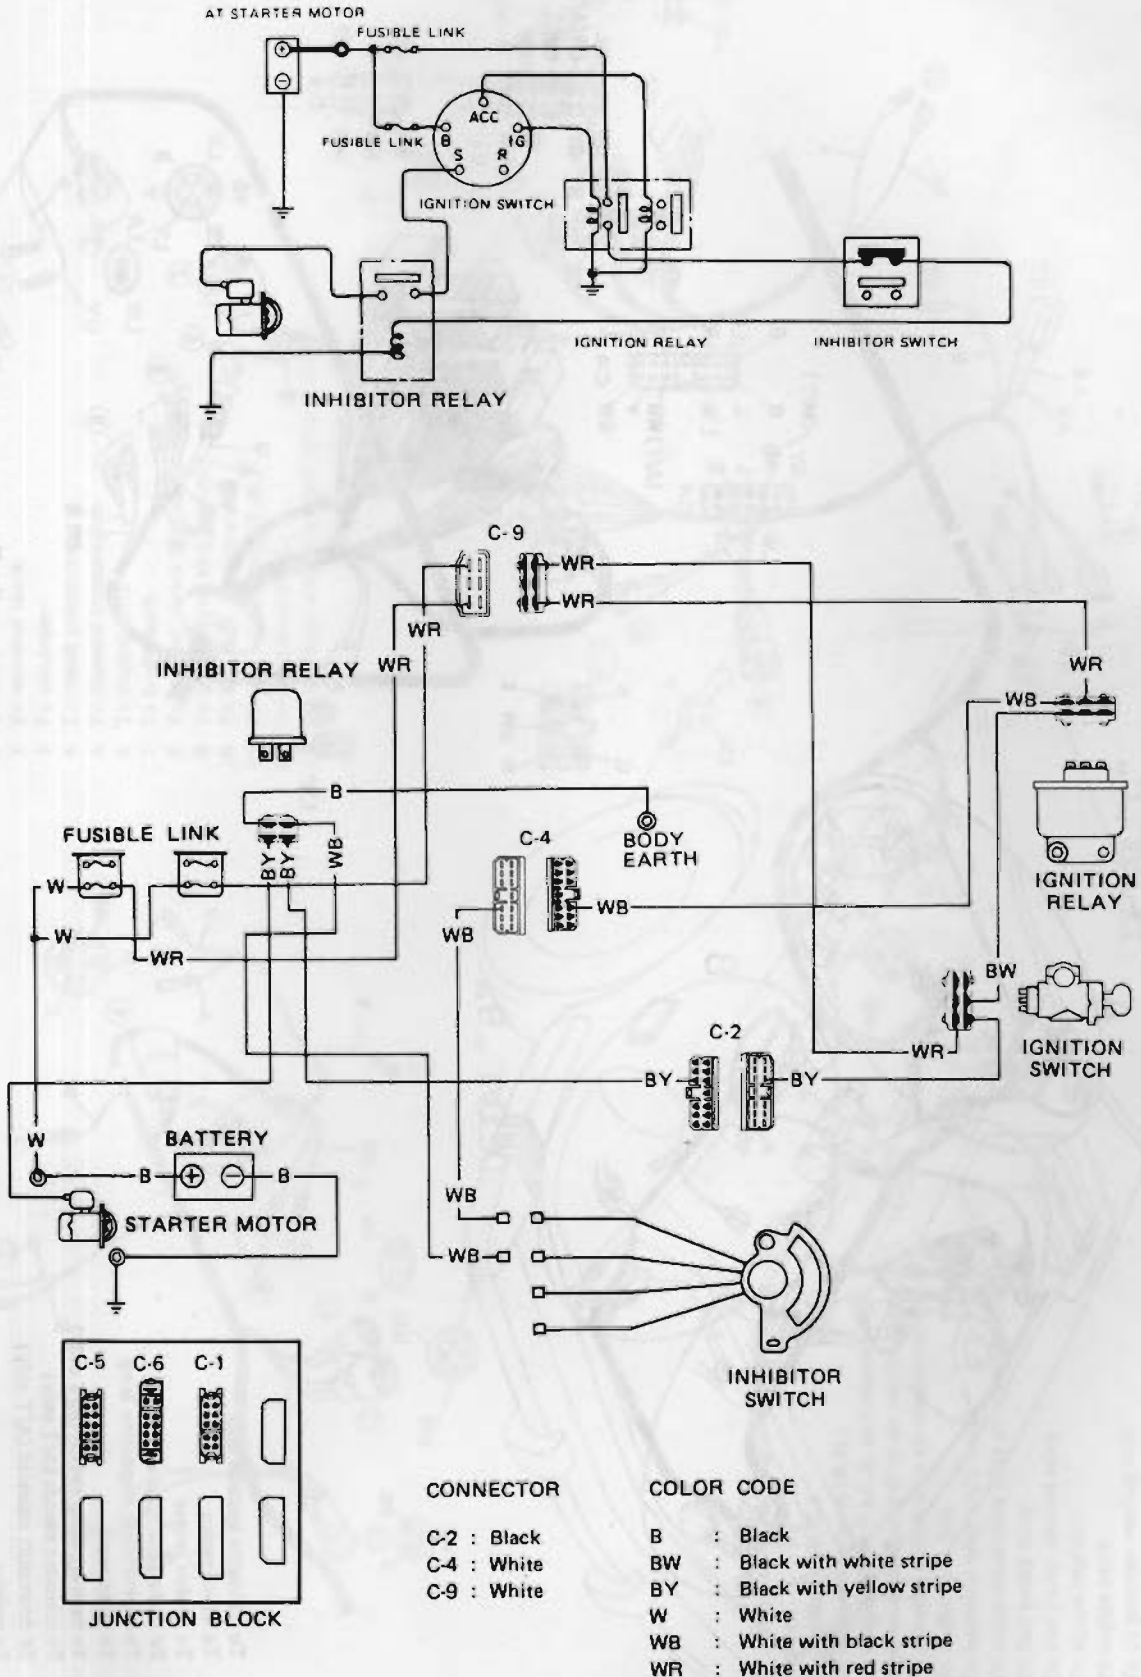 AT STARTER MOTOR
FUSIBLE LINK
ACC
FUSIBLE LINK
B
IG
S
R
IGNITION SWITCH
IGNITION RELAY
INHIBITOR SWITCH
INHIBITOR RELAY
C-9
WR
WR
WR
INHIBITOR RELAY
WR
WR
WB
B
FUSIBLE LINK
C-4
BODY
EARTH
BY
BY
WB
W
IGNITION
RELAY
WB
W
WB
WR
BW
C-2
WR
IGNITION
SWITCH
BY
BY
W
BATTERY
B
B
WB
STARTER MOTOR
WB
C-5
C-6
C-1
INHIBITOR
SWITCH
JUNCTION BLOCK
CONNECTOR
C-2 : Black
C-4 : White
C-9 : White
COLOR CODE
B : Black
BW : Black with white stripe
BY : Black with yellow stripe
W : White
WB : White with black stripe
WR : White with red stripe